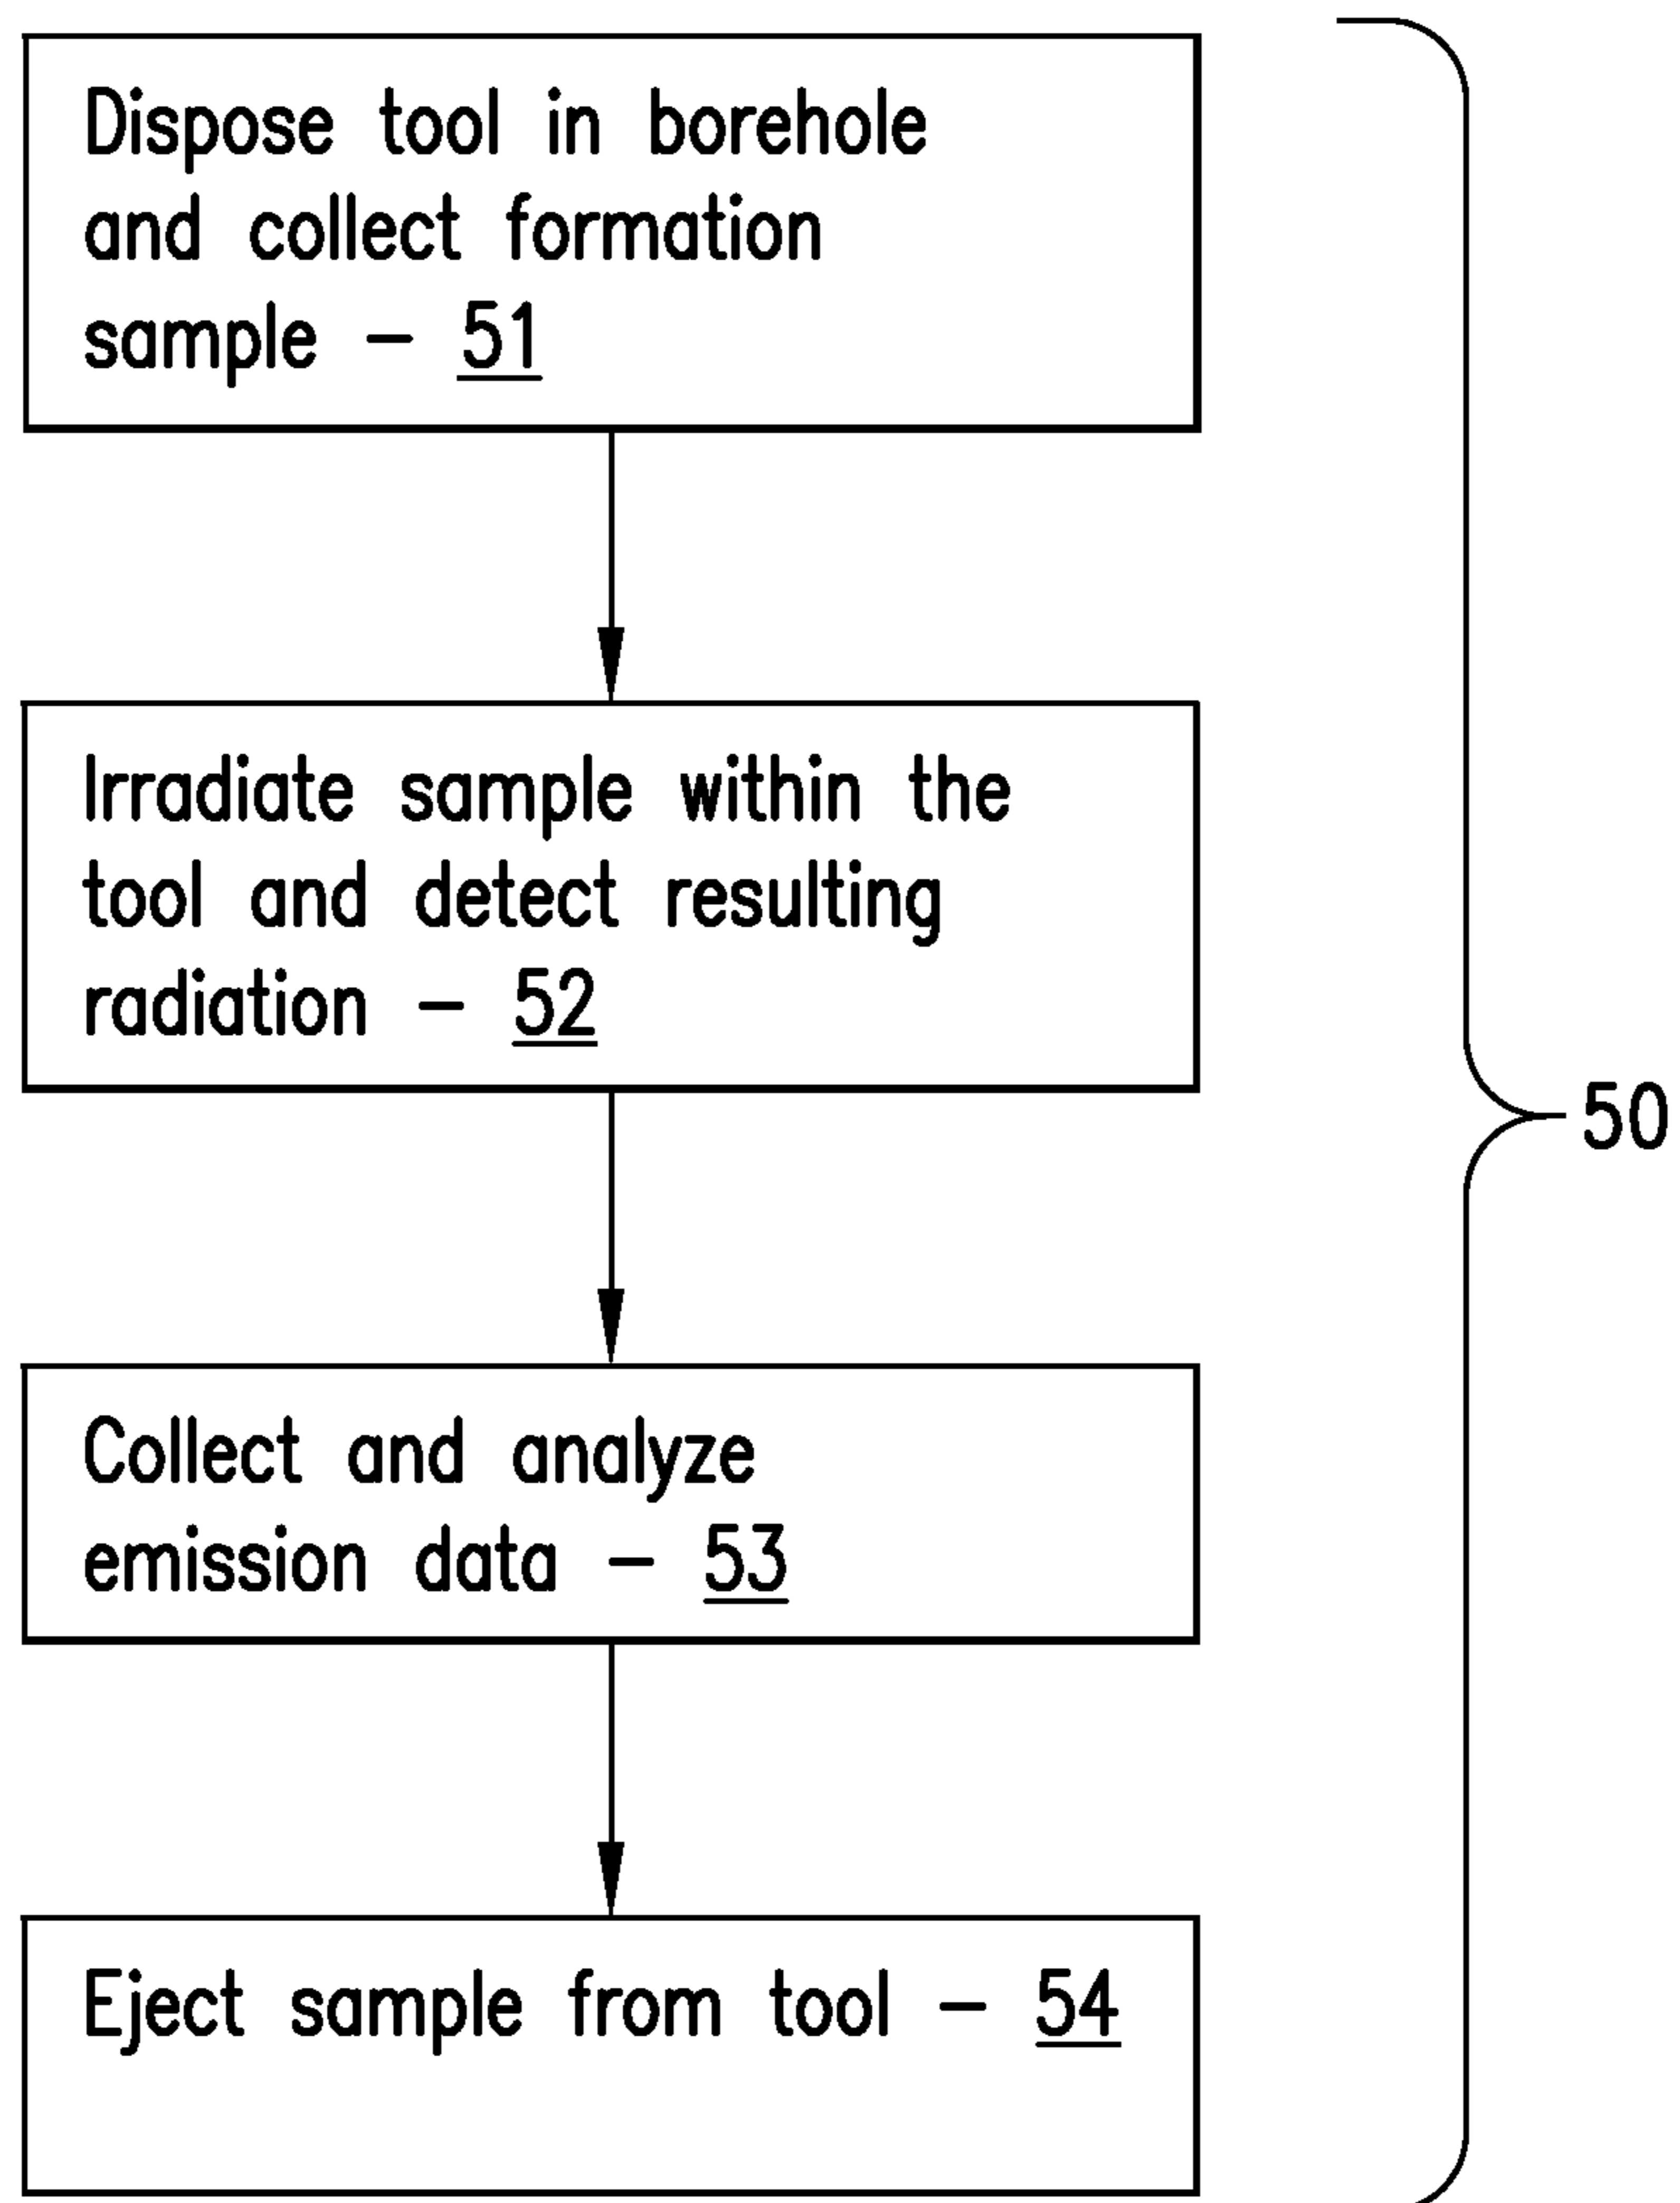 Dispose tool in borehole
and collect formation
sample – 51
Irradiate sample within the
tool and detect resulting
radiation – 52
50
Collect and analyze
emission data – 53
Eject sample from tool – 54